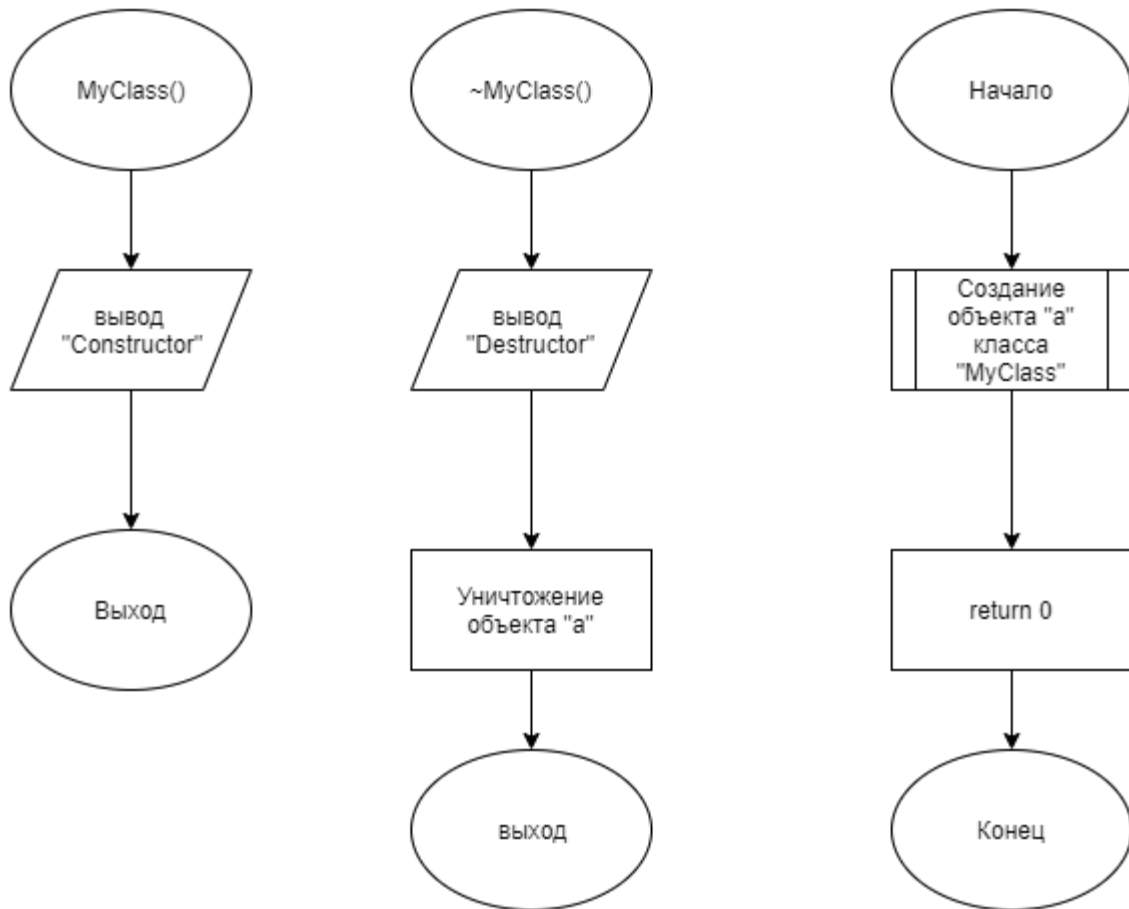 MyClass()
вывод
"Constructor"
Выход
~MyClass()
вывод
"Destructor"
Уничтожение
объекта "а"
выход
Начало
Создание
объекта "а"
класса
"MyClass"
return 0
Конец